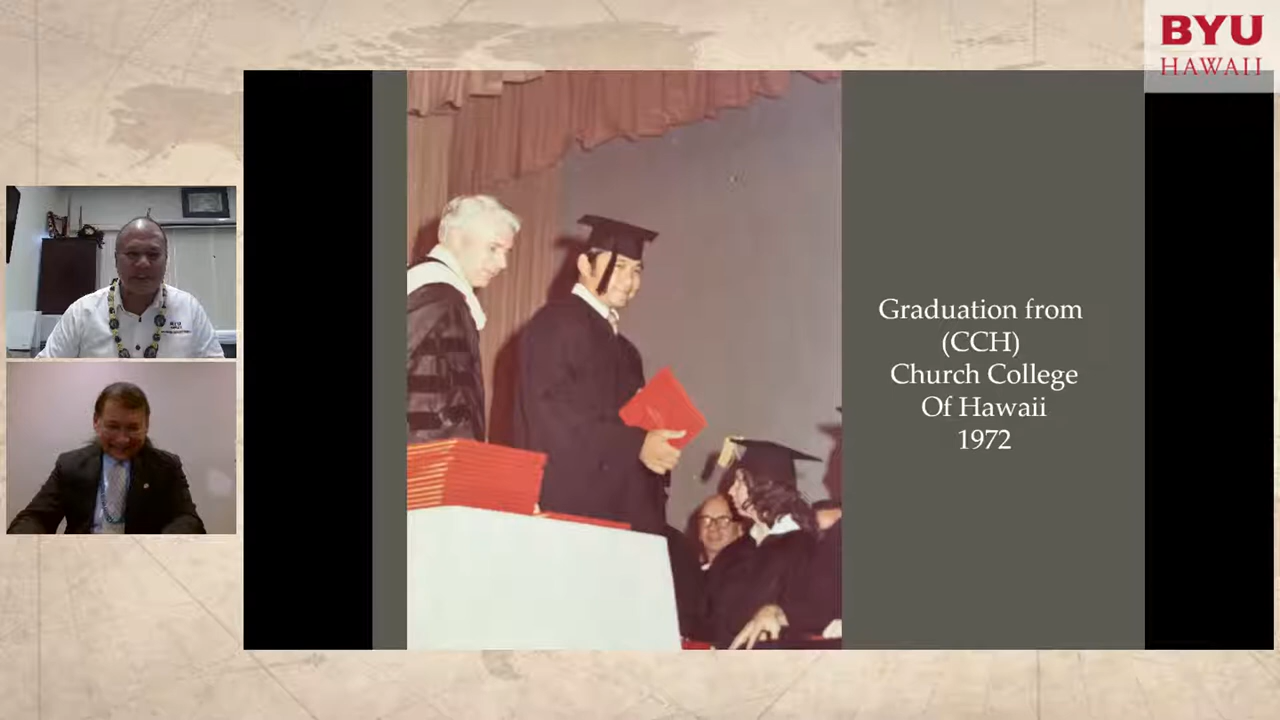 BYU
HAWAII
Graduation from
(CCH)
Church College
Of Hawaii
1972